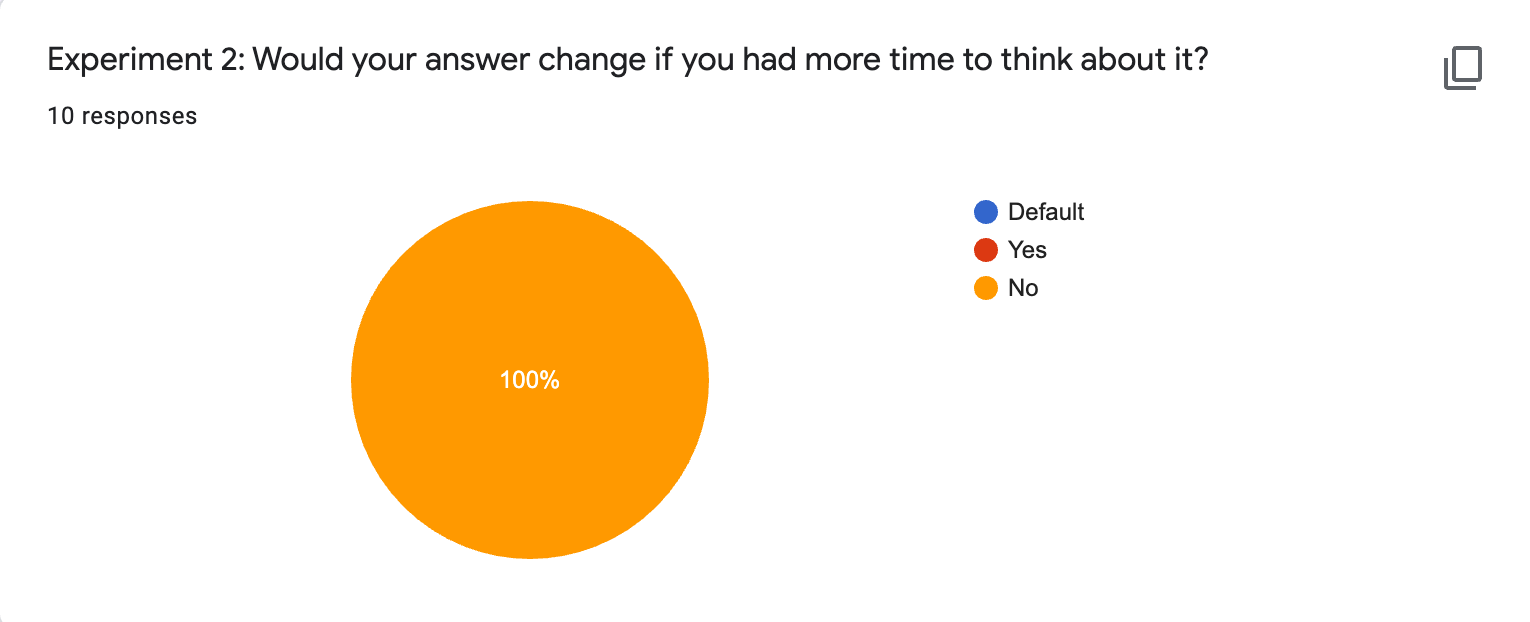 Experiment 2: Would your answer change if you had more time to think about it?
10 responses
Default
Yes
No
100%